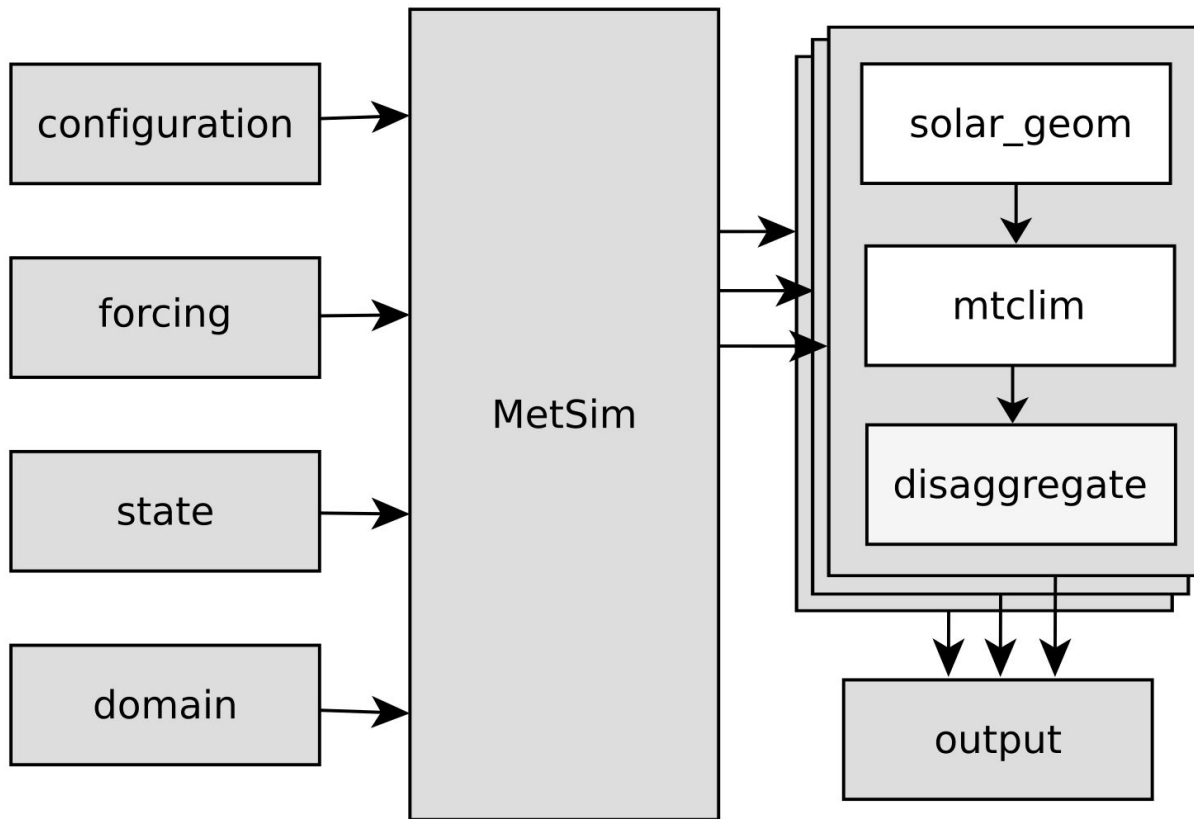 configuration
forcing
state
domain
MetSim
solar_geom
mtclim
disaggregate
output